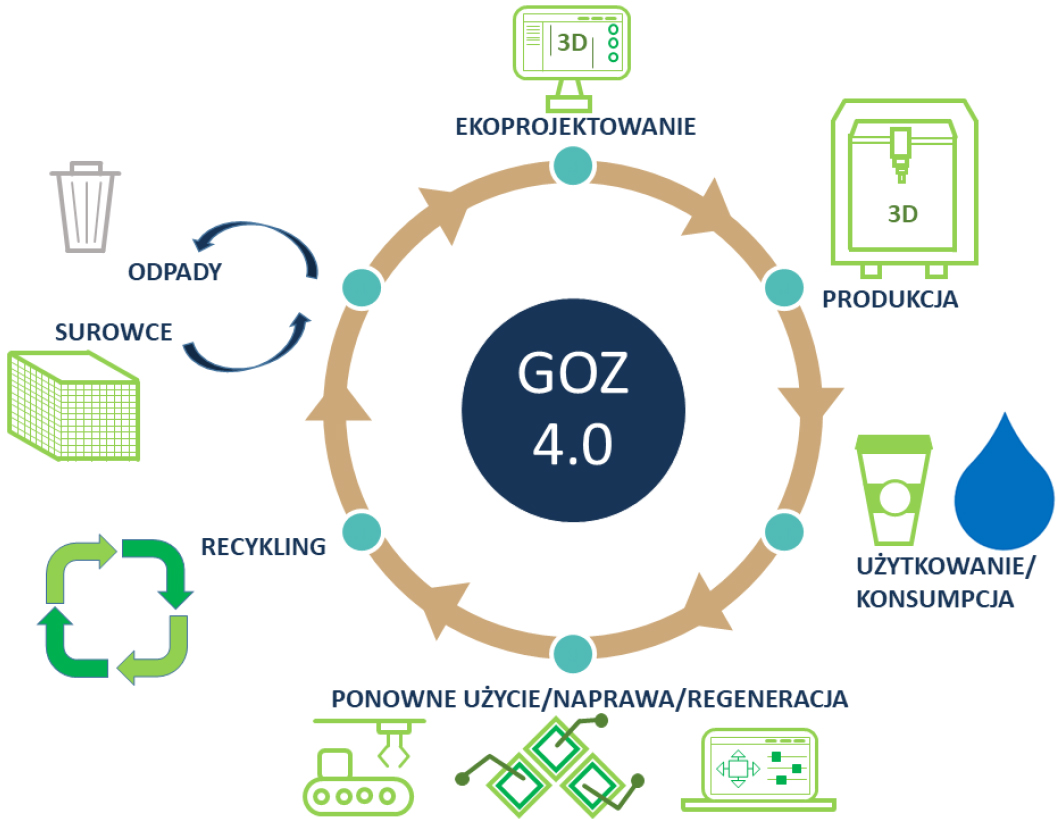 3D
EKOPROJEKTOWANIE
3D
PRODUKCJA
ODPADY
SUROWCE
GOZ
4.0
RECYKLING
UŻYTKOWANIE/
KONSUMPCJA
PONOWNE UŻYCIE/NAPRAWA/REGENERACJA